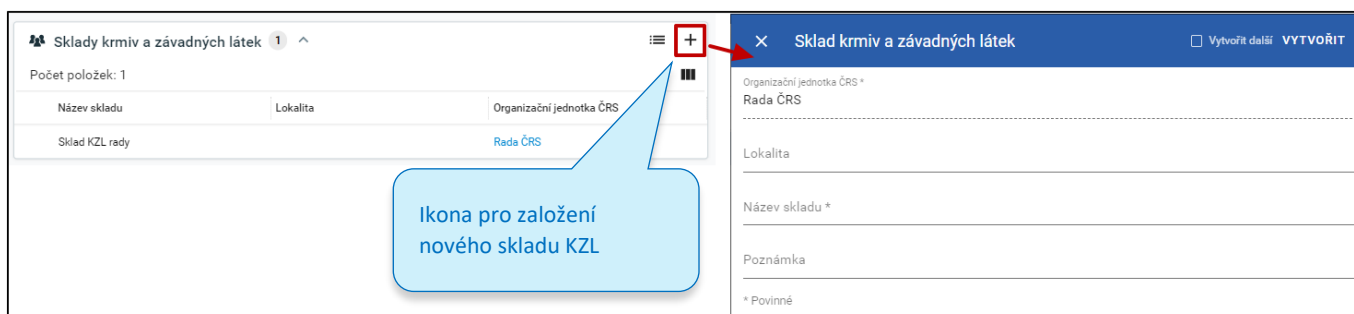 Sklady krmiv a závadných látek 1
Počet položek: 1
Název skladu Lokalita Organizační jednotka ČRS
Sklad KZL rady Rada ČRS
Ikona pro založení
nového skladu KZL
Sklad krmiv a závadných látek Vytvořit další VYTVOŘIT
Organizační jednotka ČRS *
Rada ČRS
Lokalita
Název skladu *
Poznámka
* Povinné